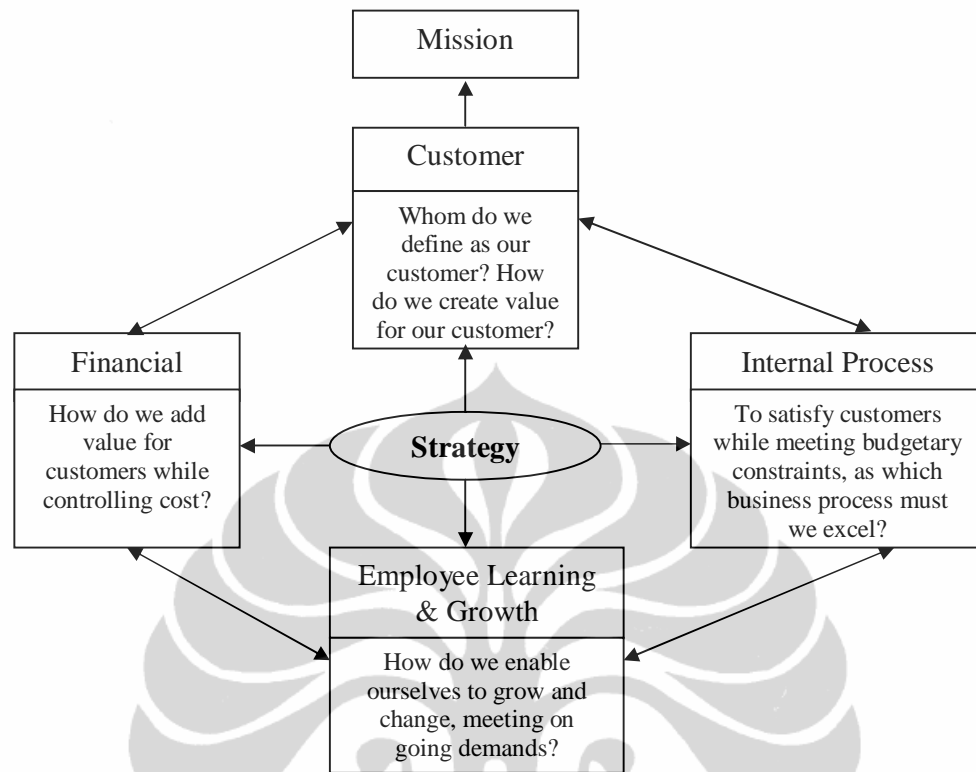 Mission
Customer
Whom do we
define as our
customer? How
do we create value
for our customer?
Financial
How do we add
value for
customers while
controlling cost?
Strategy
Internal Process
To satisfy customers
while meeting budgetary
constraints, as which
business process must
we excel?
Employee Learning
& Growth
How do we enable
ourselves to grow and
change, meeting on
going demands?